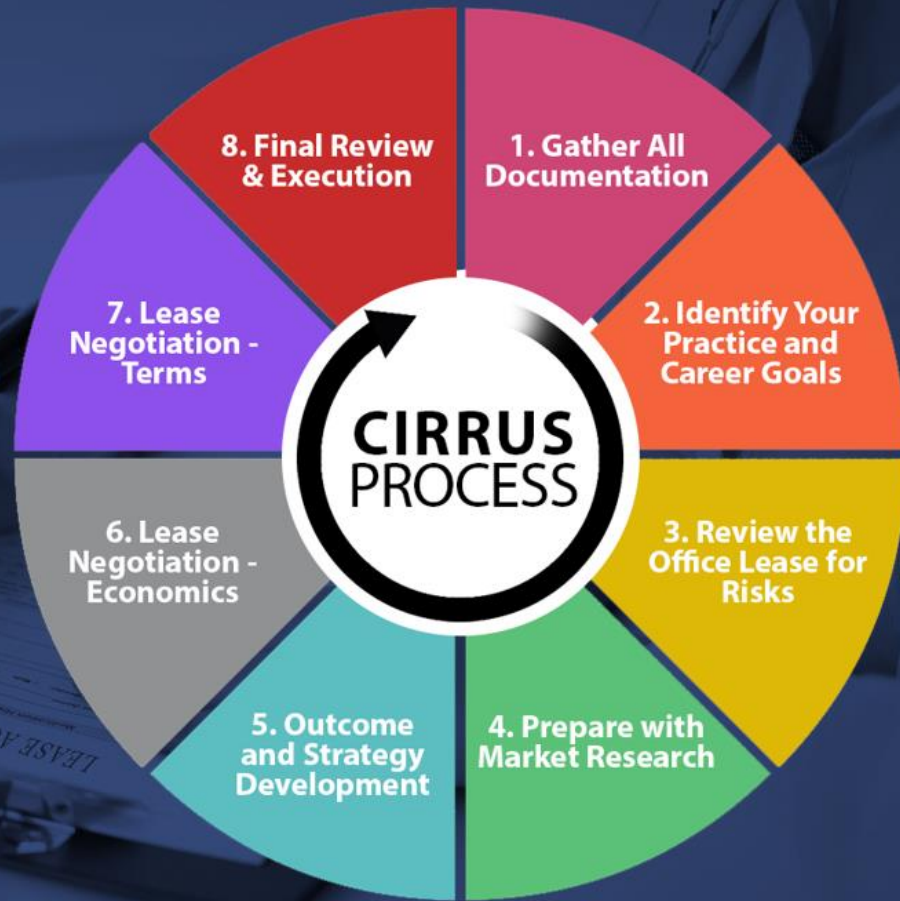 1. Gather All
Documentation
2. Identify Your
Practice and
Career Goals
3. Review the
Office Lease for
Risks
4. Prepare with
Market Research
5. Outcome
and Strategy
Development
6. Lease
Negotiation -
Economics
7. Lease
Negotiation -
Terms
8. Final Review
& Execution
CIRRUS
PROCESS